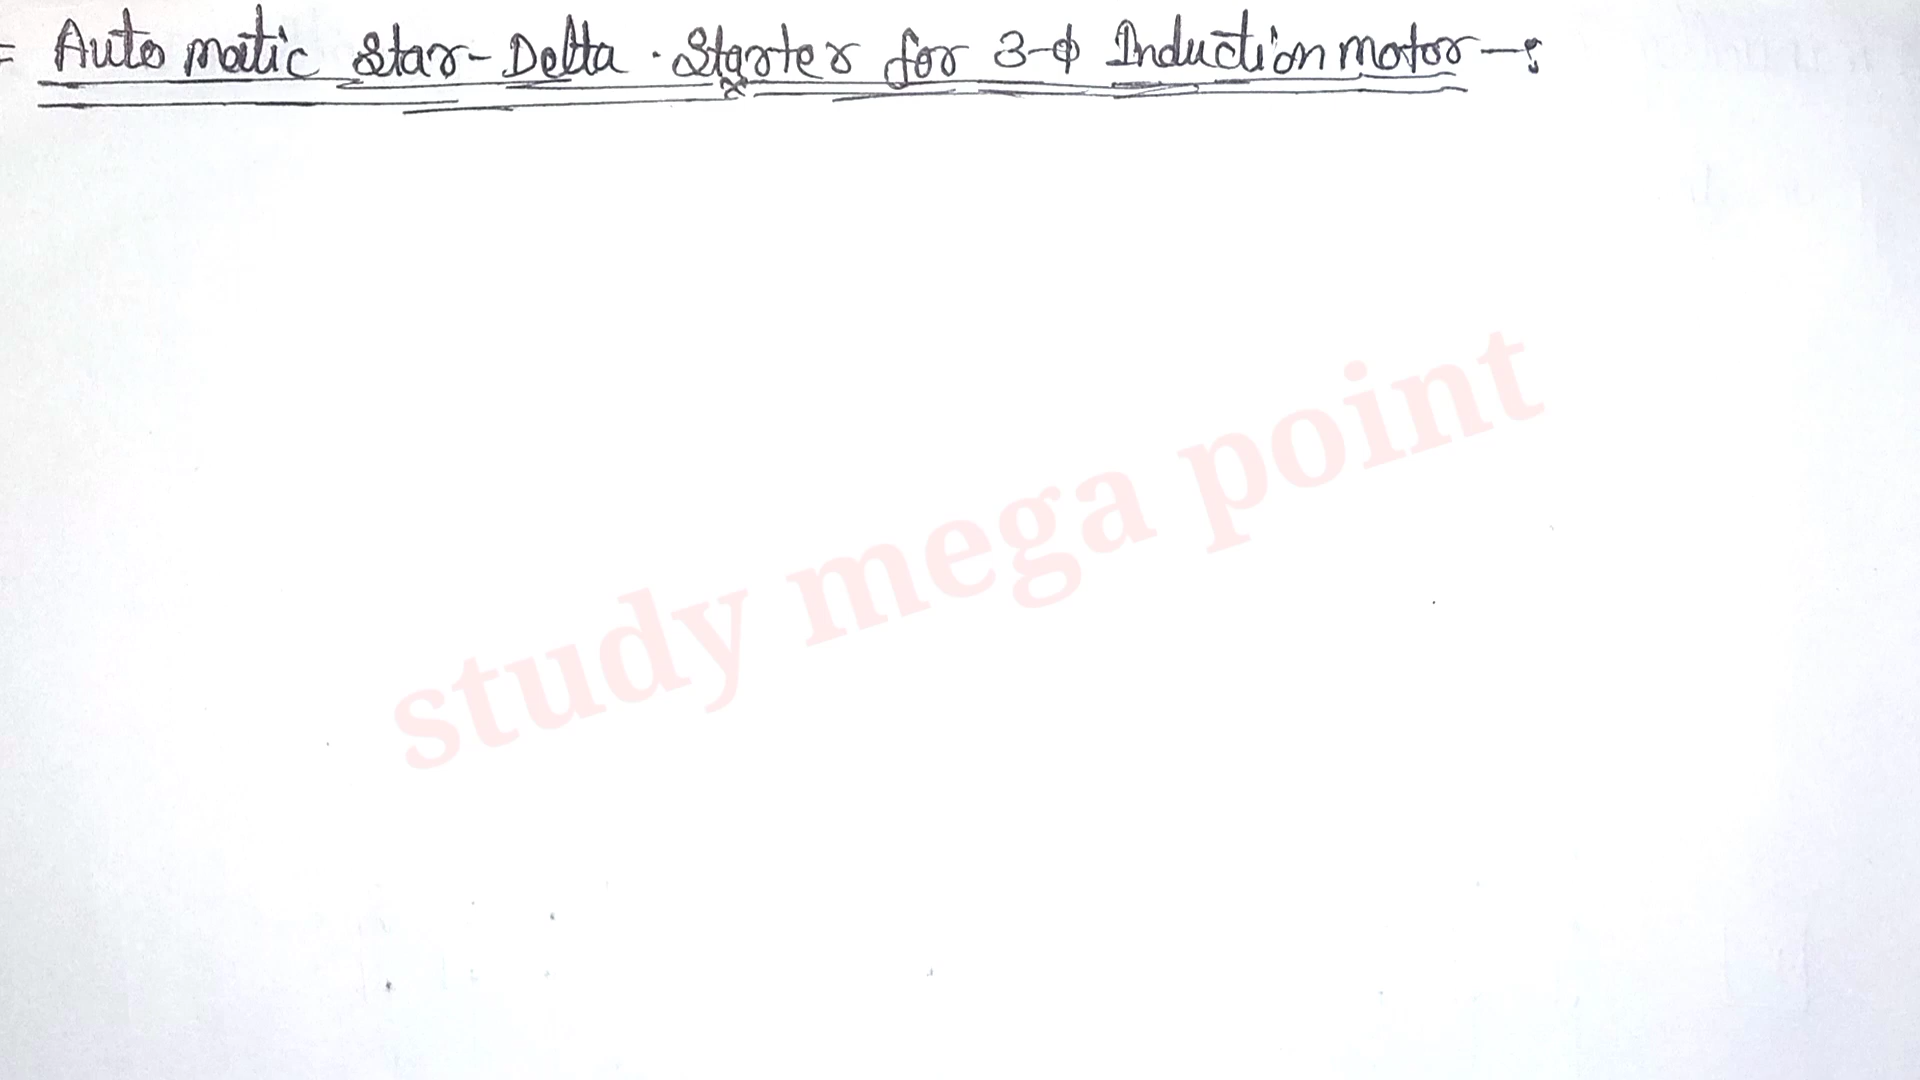 = Automatic Star-Delta Starter for 3-ϕ Induction motor-:
study mega point